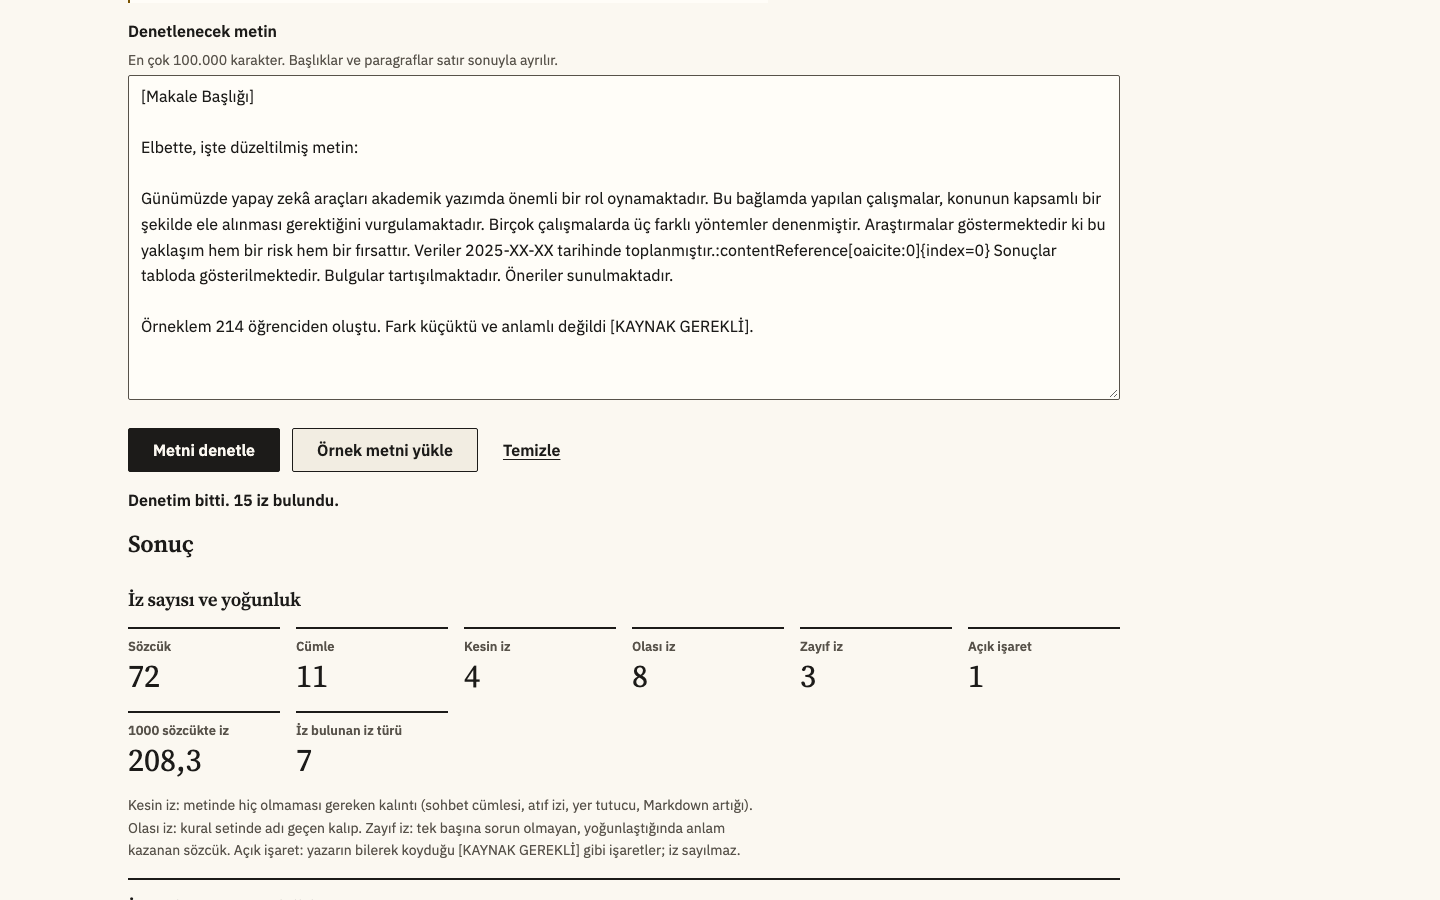 Denetlenecek metin
En çok 100.000 karakter. Başlıklar ve paragraflar satır sonuyla ayrılır.
[Makale Başlığı]
Elbette, işte düzeltilmiş metin:
Günümüzde yapay zekâ araçları akademik yazımda önemli bir rol oynamaktadır. Bu bağlamda yapılan çalışmalar, konunun kapsamlı bir
şekilde ele alınması gerektiğini vurgulamaktadır. Birçok çalışmalarda üç farklı yöntemler denenmiştir. Araştırmalar göstermektedir ki bu
yaklaşım hem bir risk hem bir fırsattır. Veriler 2025-XX-XX tarihinde toplanmıştır.:contentReference[oaicite:0]{index=0} Sonuçlar
tabloda gösterilmektedir. Bulgular tartışılmaktadır. Öneriler sunulmaktadır.
Örneklem 214 öğrenciden oluştu. Fark küçüktü ve anlamlı değildi [KAYNAK GEREKLİ].
Metni denetle Örnek metni yükle Temizle
Denetim bitti. 15 iz bulundu.
Sonuç
İz sayısı ve yoğunluk
Sözcük Cümle Kesin iz Olası iz Zayıf iz Açık işaret
72 11 4 8 3 1
1000 sözcükte iz İz bulunan iz türü
208,3 7
Kesin iz: metinde hiç olmaması gereken kalıntı (sohbet cümlesi, atıf izi, yer tutucu, Markdown artığı).
Olası iz: kural setinde adı geçen kalıp. Zayıf iz: tek başına sorun olmayan, yoğunlaştığında anlam
kazanan sözcük. Açık işaret: yazarın bilerek koyduğu [KAYNAK GEREKLİ] gibi işaretler; iz sayılmaz.